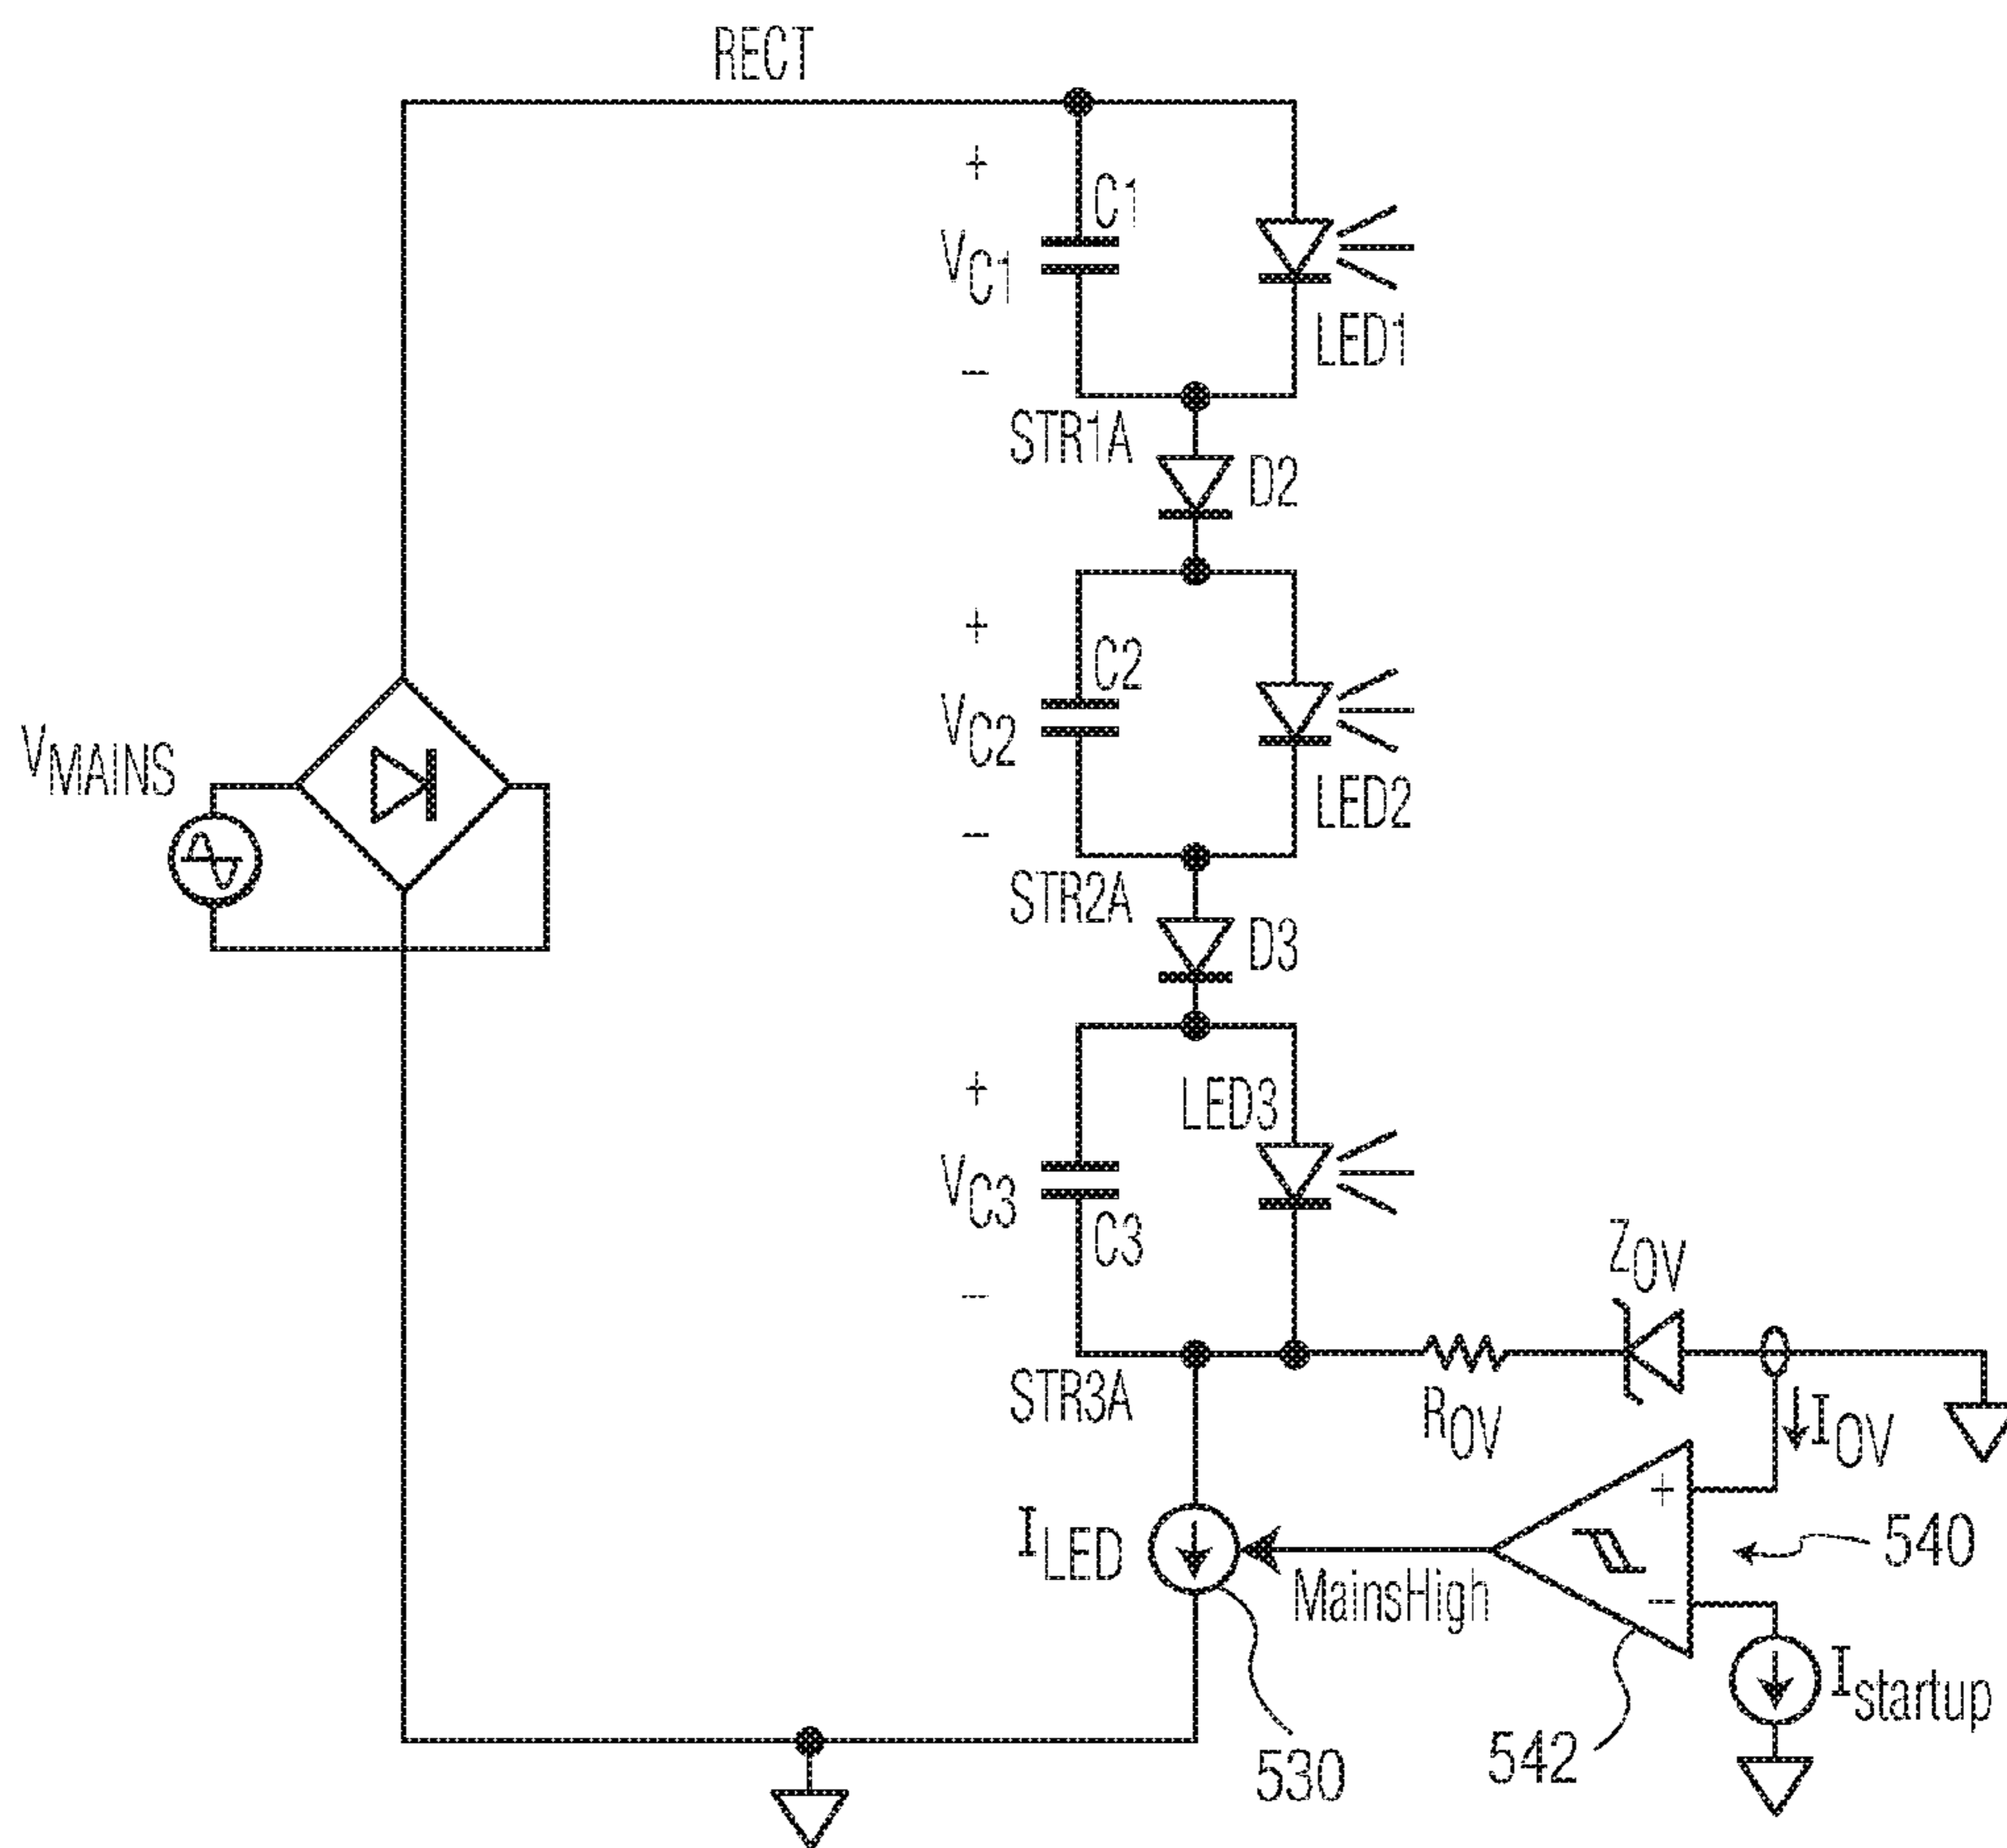 RECT
+
C1
VC1
LED1
−
STR1A
D2
+
C2
VMAINS
VC2
LED2
−
STR2A
D3
+
LED3
VC3
C3
ZOV
−
STR3A
ROV
IOV
+
ILED
540
MainsHigh
−
Istartup
530
542